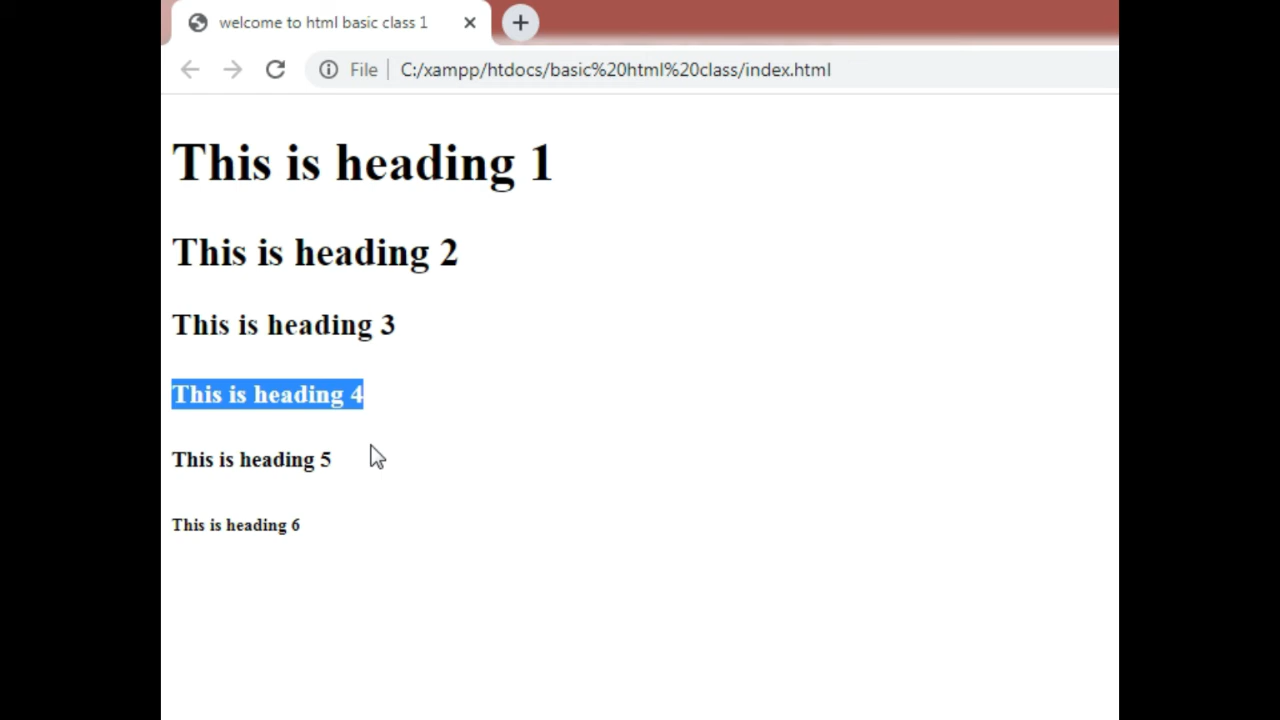 welcome to html basic class 1
File C:/xampp/htdocs/basic%20html%20class/index.html
This is heading 1
This is heading 2
This is heading 3
This is heading 4
This is heading 5
This is heading 6